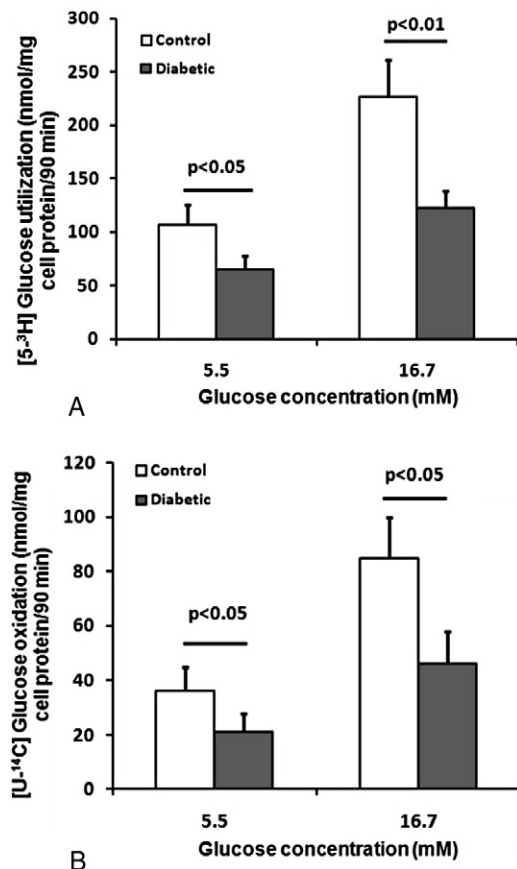 [5-³H] Glucose utilization (nmol/mg
cell protein/90 min)
300
250
200
150
100
50
0
Control
Diabetic
p<0.05
p<0.01
5.5
16.7
Glucose concentration (mM)
A
[U-¹⁴C] Glucose oxidation (nmol/mg
cell protein/90 min)
120
100
80
60
40
20
0
Control
Diabetic
p<0.05
p<0.05
5.5
16.7
Glucose concentration (mM)
B